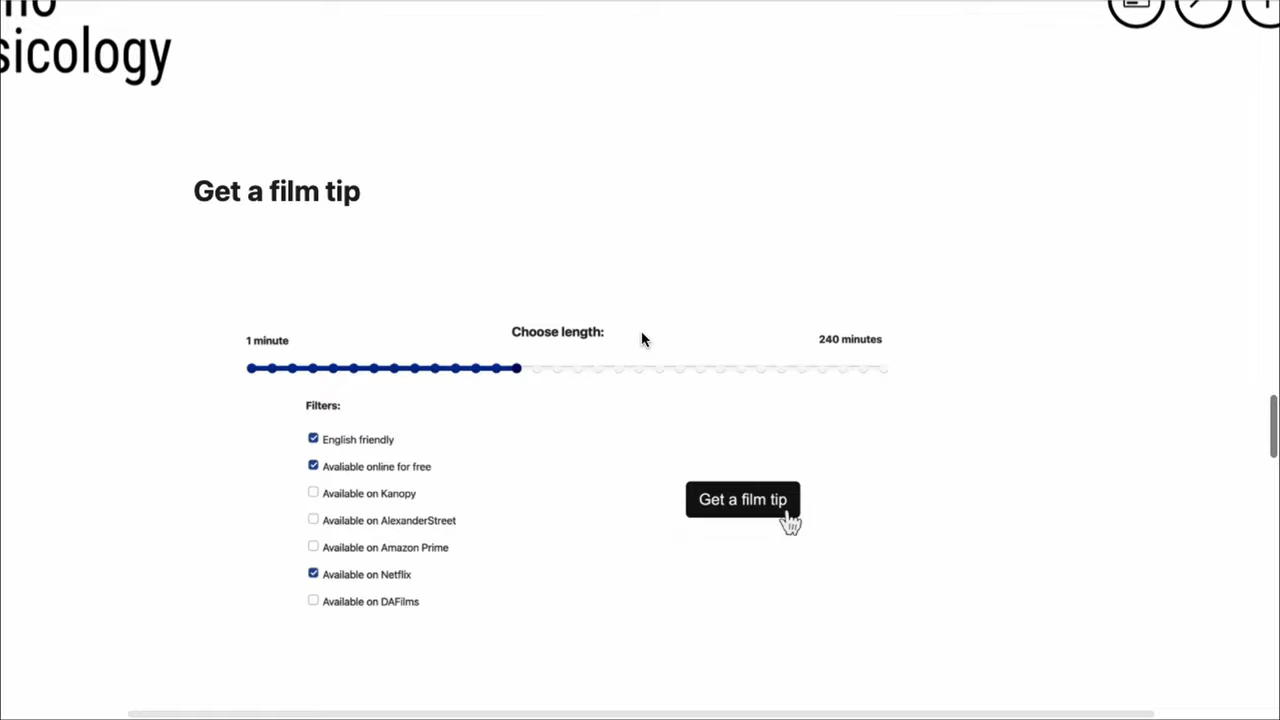 sicology
Get a film tip
Choose length:
1 minute
240 minutes
Filters:
English friendly
Avaliable online for free
Available on Kanopy
Get a film tip
Available on AlexanderStreet
Available on Amazon Prime
Available on Netflix
Available on DAFilms